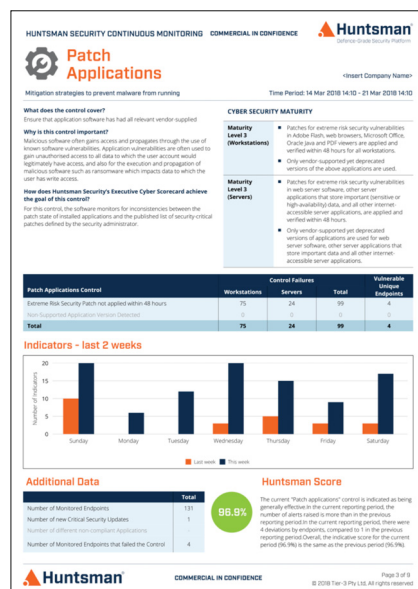 HUNTSMAN SECURITY CONTINUOUS MONITORING COMMERCIAL IN CONFIDENCE
Huntsman®
Defence-Grade Security Platform
Patch
Applications
<Insert Company Name>
Mitigation strategies to prevent malware from running
Time Period: 14 Mar 2018 14:10 - 21 Mar 2018 14:10
What does the control cover?
Ensure that application software has had all relevant vendor supplied
Why is this control important?
Malicious software often gains access and propagates through the use of
known software vulnerabilities. Application vulnerabilities are often used to
gain unauthorised access to all data to which the user account would
legitimately have access, and also for the execution and propagation of
malicious software such as ransomware which impacts data to which the
user has write access.
How does Huntsman Security's Executive Cyber Scorecard achieve
the goal of this control?
For this control, the software monitors for inconsistencies between the
patch state of installed applications and the published list of security-critical
patches defined by the security administrator.
CYBER SECURITY MATURITY
Maturity
Level 3
(Workstations)
■ Patches for extreme risk security vulnerabilities
in Adobe Flash, web browsers, Microsoft Office,
Oracle Java and PDF viewers are applied and
verified within 48 hours for all workstations.
■ Only vendor-supported yet deprecated
versions of the above applications are used.
Maturity
Level 3
(Servers)
■ Patches for extreme risk security vulnerabilities
in web server software, other server
applications that store important (sensitive or
high-availability) data, and all other internet-
accessible server applications, are applied and
verified within 48 hours.
■ Only vendor-supported yet deprecated
versions of applications are used for web
server software, other server applications that
store important data and all other internet-
accessible server applications.
Patch Applications Control
Control Failures
Workstations Servers Total
Vulnerable
Unique
Endpoints
Extreme Risk Security Patch not applied within 48 hours 75 24 99 4
Non-Supported Application Version Detected 0 0 0 0
Total 75 24 99 4
Indicators - last 2 weeks
Number of Indicators
20
15
10
5
0
Sunday Monday Tuesday Wednesday Thursday Friday Saturday
Last week This week
Additional Data
Total
Number of Monitored Endpoints 131
Number of new Critical Security Updates 1
Number of different non-compliant Applications -
Number of Monitored Endpoints that failed the Control 4
96.9%
Huntsman Score
The current "Patch applications" control is indicated as being
generally effective.In the current reporting period, the
number of alerts raised is more than in the previous
reporting period.In the current reporting period, there were
4 deviations by endpoints, compared to 1 in the previous
reporting period.Overall, the indicative score for the current
period (96.9%) is the same as the previous period (96.9%).
Huntsman®
COMMERCIAL IN CONFIDENCE
Page 3 of 9
© 2018 Tier-3 Pty Ltd, All rights reserved